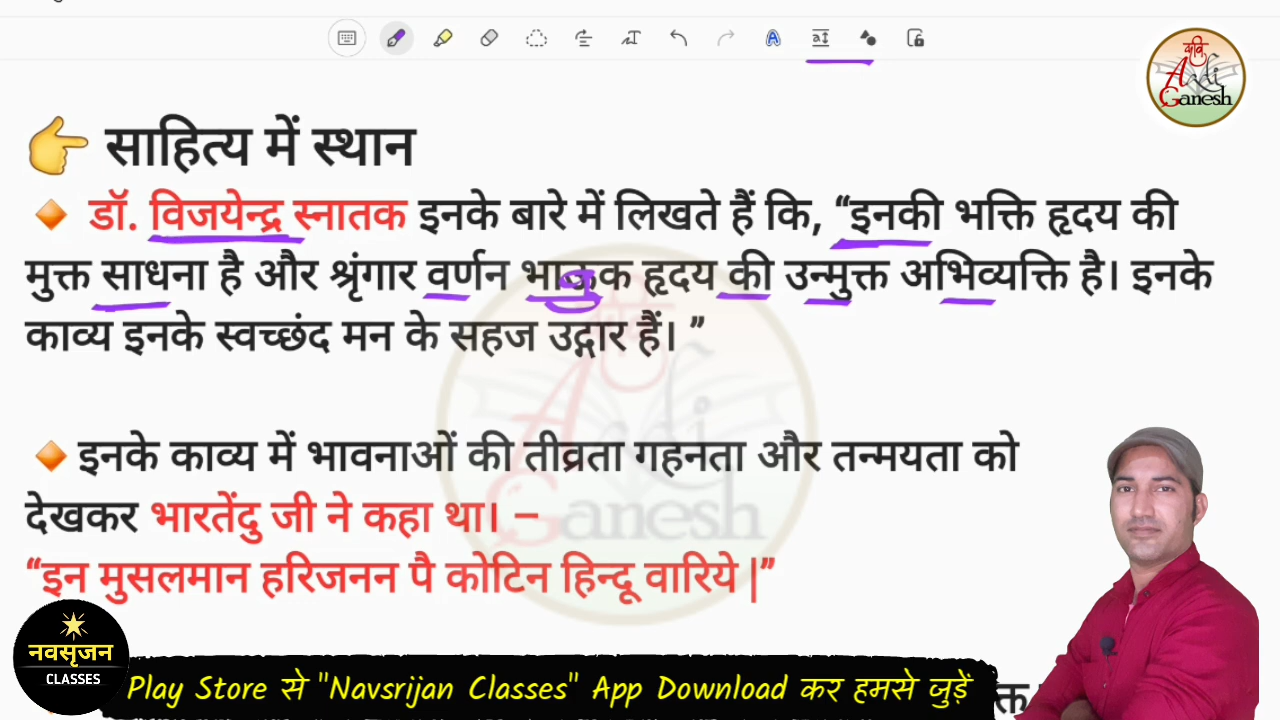 कवि
Aadi
Ganesh
साहित्य में स्थान
डॉ. विजयेन्द्र स्नातक इनके बारे में लिखते हैं कि, “इनकी भक्ति हृदय की
मुक्त साधना है और श्रृंगार वर्णन भावुक हृदय की उन्मुक्त अभिव्यक्ति है। इनके
काव्य इनके स्वच्छंद मन के सहज उद्गार हैं। ”
इनके काव्य में भावनाओं की तीव्रता गहनता और तन्मयता को
देखकर भारतेंदु जी ने कहा था। –
“इन मुसलमान हरिजनन पै कोटिन हिन्दू वारिये |”
नवसृजन
CLASSES
Play Store से "Navsrijan Classes" App Download कर हमसे जुड़ें